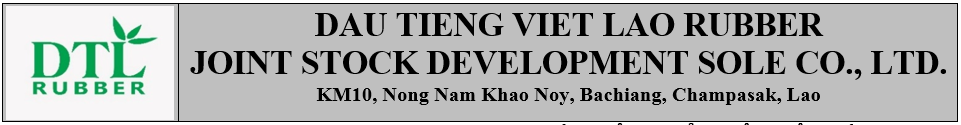 DTL
RUBBER
DAU TIENG VIET LAO RUBBER
JOINT STOCK DEVELOPMENT SOLE CO., LTD.
KM10, Nong Nam Khao Noy, Bachiang, Champasak, Lao